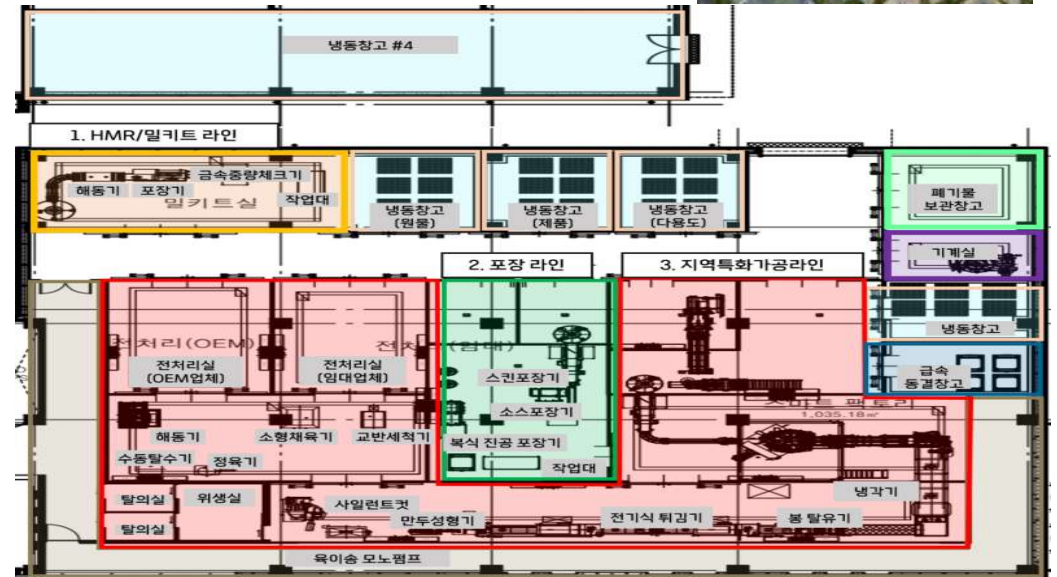 냉동창고 #4
1. HMR/밀키트 라인
금속중량체크기
해동기
포장기
밀키트실
작업대
냉동창고
(원물)
냉동창고
(제품)
냉동창고
(다용도)
폐기물
보관창고
기계실
2. 포장 라인
3. 지역특화가공라인
냉동창고
급속
동결창고
전처리(OEM)
전처리실
(OEM업체)
전처리실
(임대업체)
스킨포장기
소스포장기
복식 진공 포장기
작업대
스마트 팩토리
1,035.18㎡
해동기
소형채육기
교반세척기
수동탈수기
정육기
냉각기
탈의실
위생실
탈의실
사일런트컷
만두성형기
전기식 튀김기
봉 탈유기
육이송 모노펌프